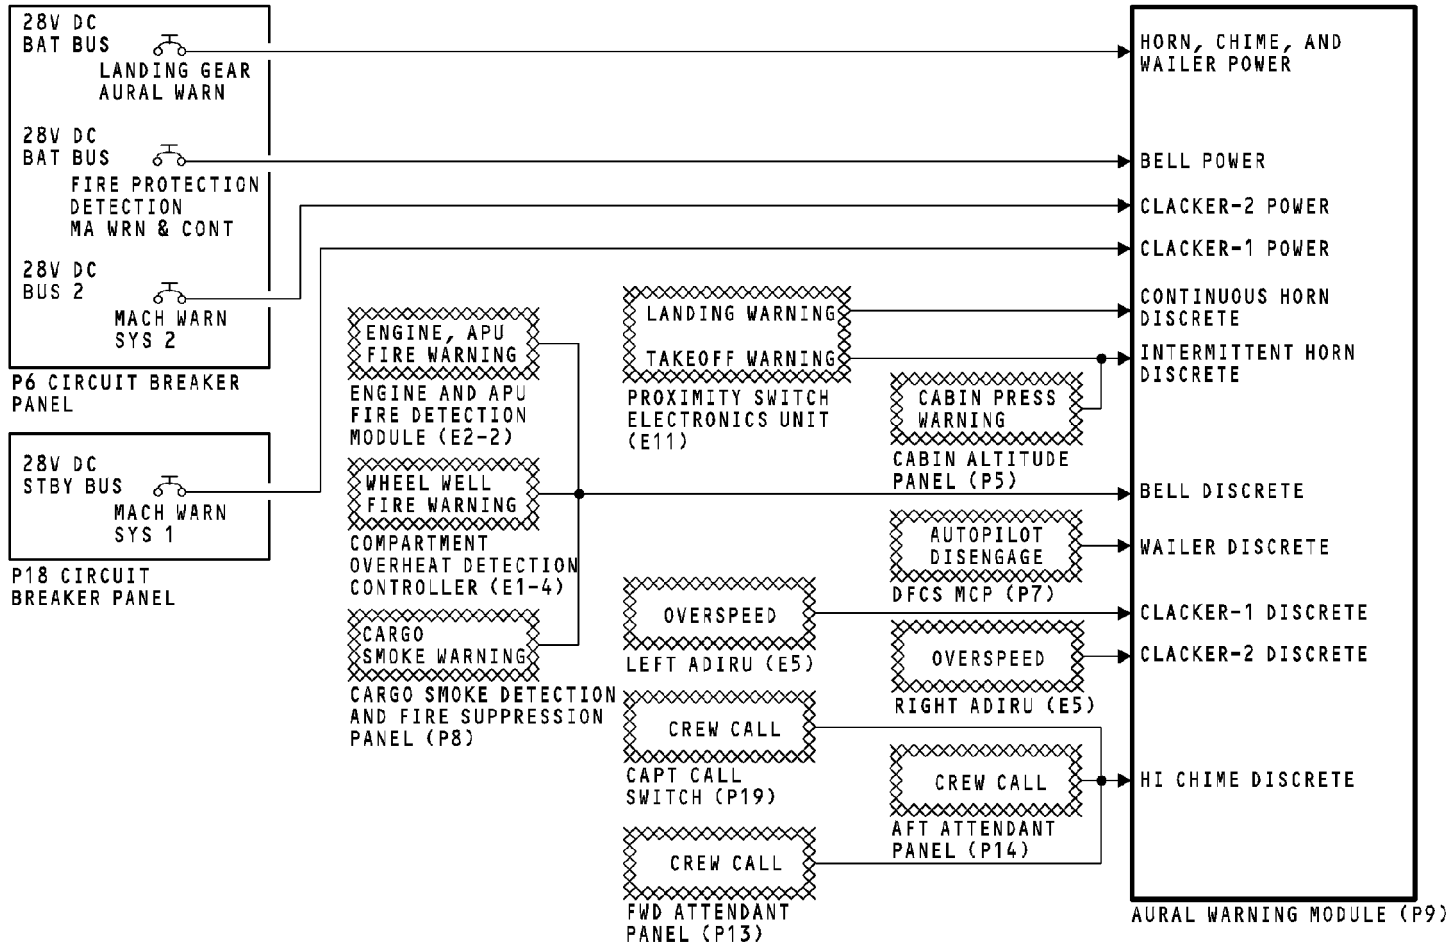 28V DC
BAT BUS
LANDING GEAR
AURAL WARN
28V DC
BAT BUS
FIRE PROTECTION
DETECTION
MA WRN & CONT
28V DC
BUS 2
MACH WARN
SYS 2
P6 CIRCUIT BREAKER
PANEL
28V DC
STBY BUS
MACH WARN
SYS 1
P18 CIRCUIT
BREAKER PANEL
ENGINE, APU
FIRE WARNING
ENGINE AND APU
FIRE DETECTION
MODULE (E2-2)
WHEEL WELL
FIRE WARNING
COMPARTMENT
OVERHEAT DETECTION
CONTROLLER (E1-4)
CARGO
SMOKE WARNING
CARGO SMOKE DETECTION
AND FIRE SUPPRESSION
PANEL (P8)
LANDING WARNING
TAKEOFF WARNING
PROXIMITY SWITCH
ELECTRONICS UNIT
(E11)
CABIN PRESS
WARNING
CABIN ALTITUDE
PANEL (P5)
AUTOPILOT
DISENGAGE
DFCS MCP (P7)
OVERSPEED
LEFT ADIRU (E5)
OVERSPEED
RIGHT ADIRU (E5)
CREW CALL
CAPT CALL
SWITCH (P19)
CREW CALL
AFT ATTENDANT
PANEL (P14)
CREW CALL
FWD ATTENDANT
PANEL (P13)
HORN, CHIME, AND
WAILER POWER
BELL POWER
CLACKER-2 POWER
CLACKER-1 POWER
CONTINUOUS HORN
DISCRETE
INTERMITTENT HORN
DISCRETE
BELL DISCRETE
WAILER DISCRETE
CLACKER-1 DISCRETE
CLACKER-2 DISCRETE
HI CHIME DISCRETE
AURAL WARNING MODULE (P9)